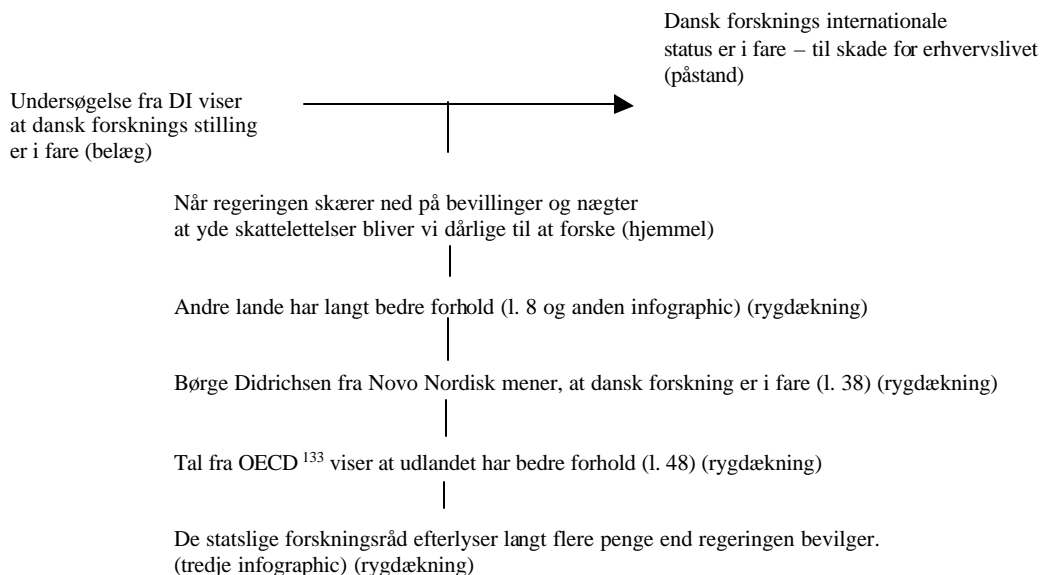 Dansk forsknings internationale
status er i fare – til skade for erhvervslivet
(påstand)
Undersøgelse fra DI viser
at dansk forsknings stilling
er i fare (belæg)
Når regeringen skærer ned på bevillinger og nægter
at yde skattelettelser bliver vi dårlige til at forske (hjemmel)
Andre lande har langt bedre forhold (l. 8 og anden infographic) (rygdækning)
Børge Didrichsen fra Novo Nordisk mener, at dansk forskning er i fare (l. 38) (rygdækning)
Tal fra OECD 133 viser at udlandet har bedre forhold (l. 48) (rygdækning)
De statslige forskningsråd efterlyser langt flere penge end regeringen bevilger.
(tredje infographic) (rygdækning)